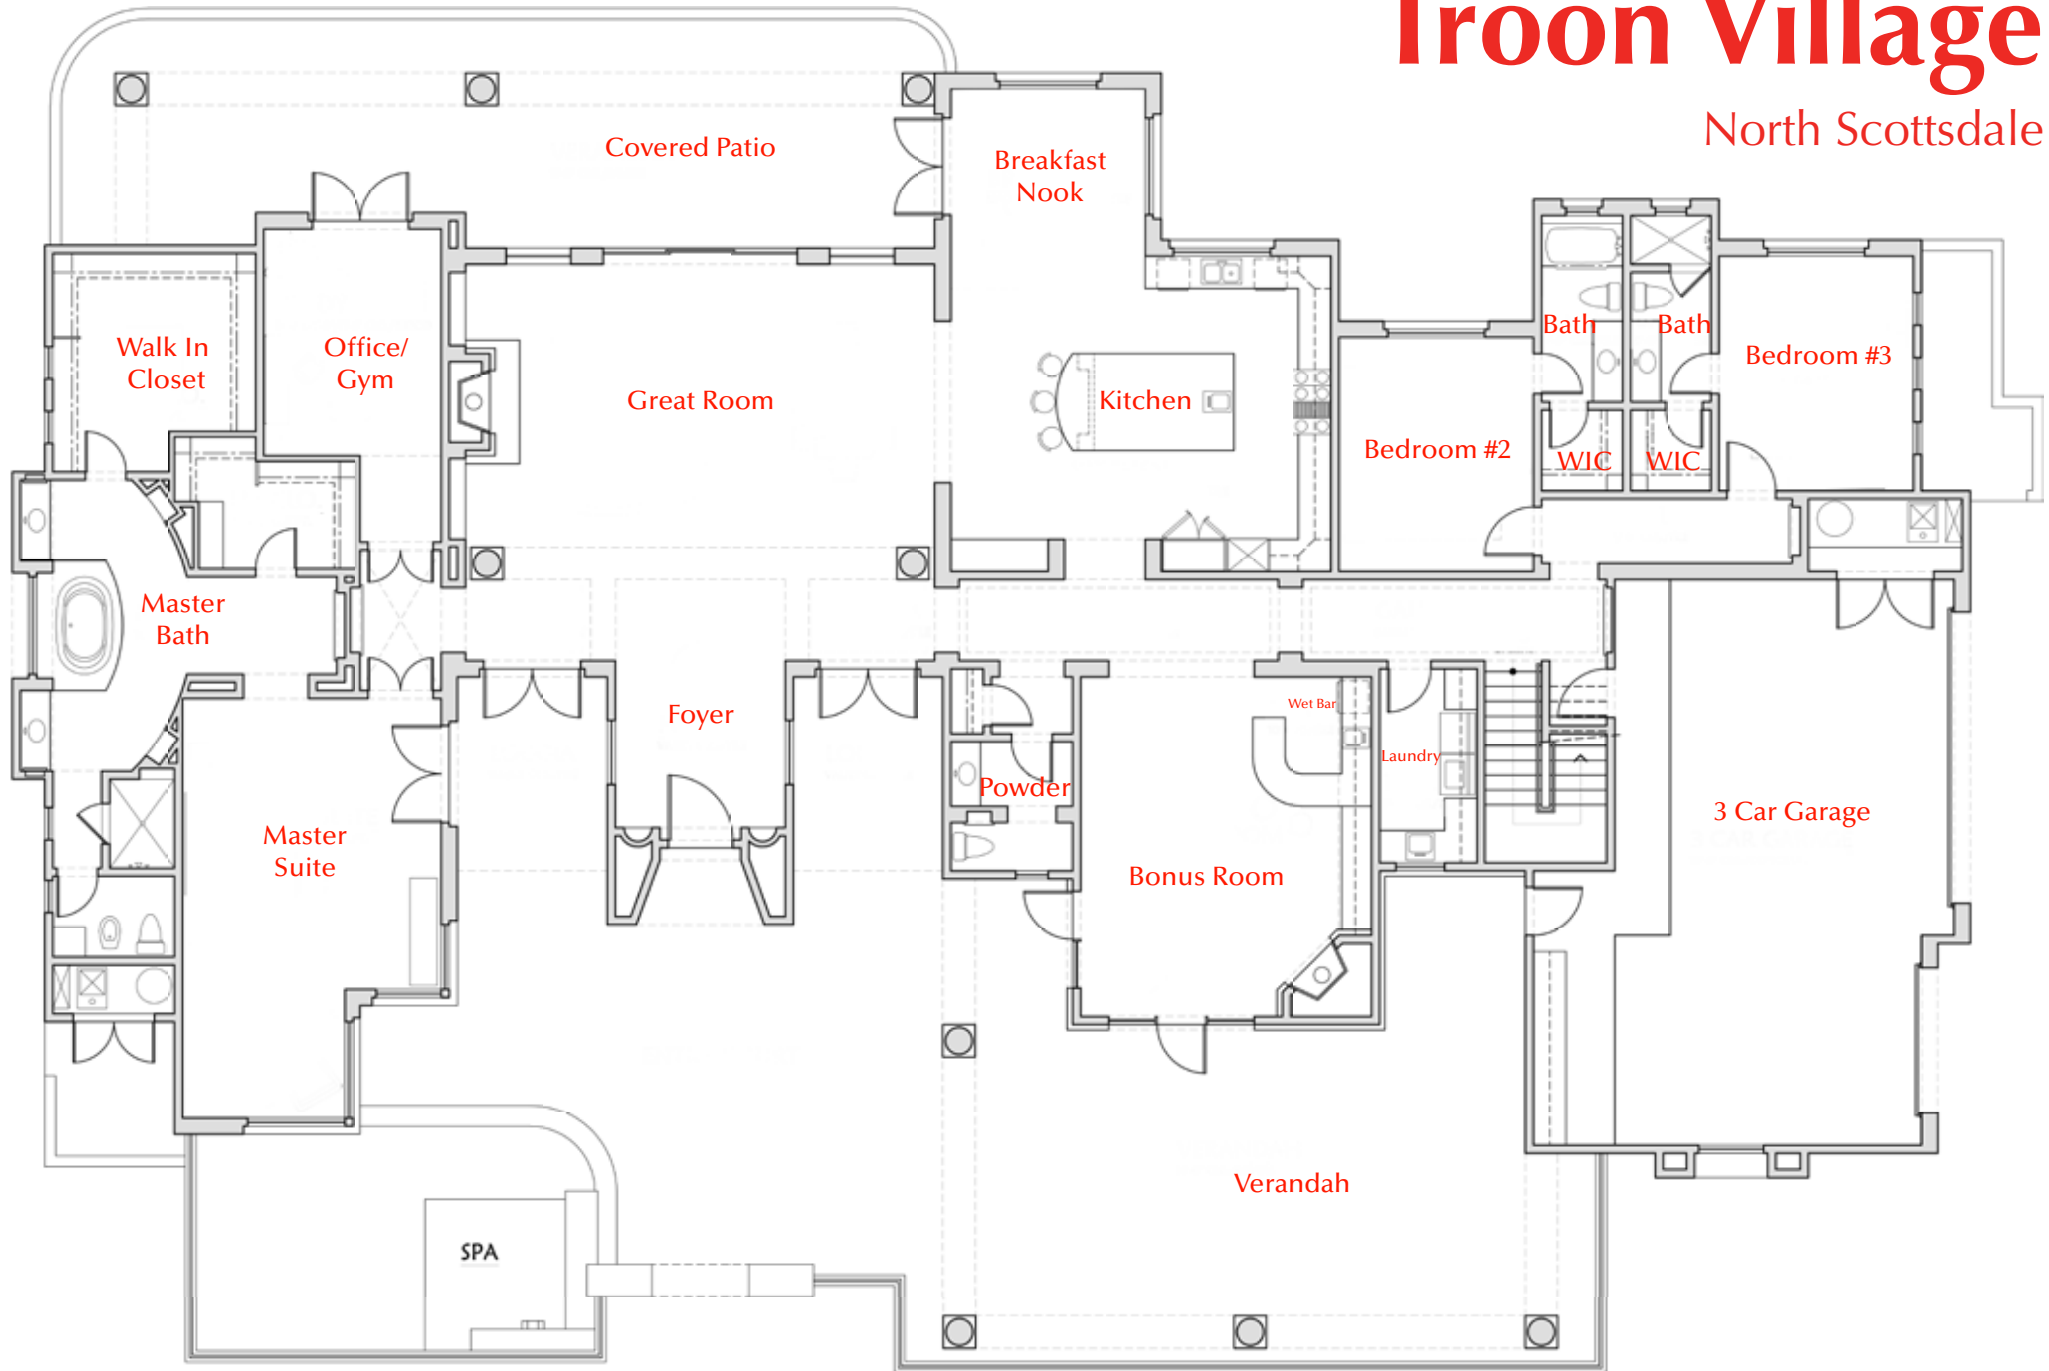 Troon Village
North Scottsdale
Covered Patio
Breakfast
Nook
Walk In
Closet
Office/
Gym
Great Room
Kitchen
Bedroom #2
Bath
Bath
Bedroom #3
WIC
WIC
Master
Bath
Foyer
Wet Bar
Laundry
Powder
3 Car Garage
Master
Suite
Bonus Room
Verandah
SPA